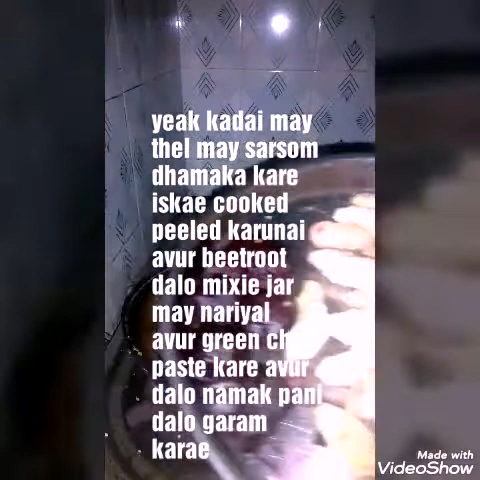 yeak kadai may
thel may sarsom
dhamaka kare
iskae cooked
peeled karunai
avur beetroot
dalo mixie jar
may nariyal
avur green
paste kare avur
dalo namak pani
dalo garam
karae
Made with
VideoShow